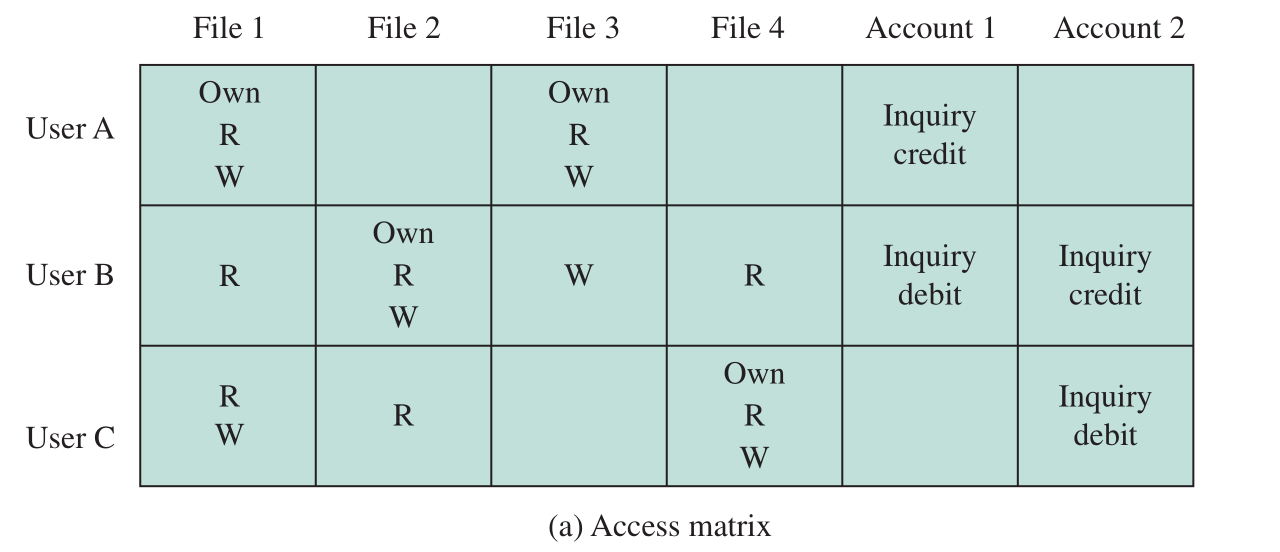 File 1 File 2 File 3 File 4 Account 1 Account 2
User A
Own
R
W
Own
R
W
Inquiry
credit
User B
R
Own
R
W
W
R
Inquiry
debit
Inquiry
credit
User C
R
W
R
Own
R
W
Inquiry
debit
(a) Access matrix